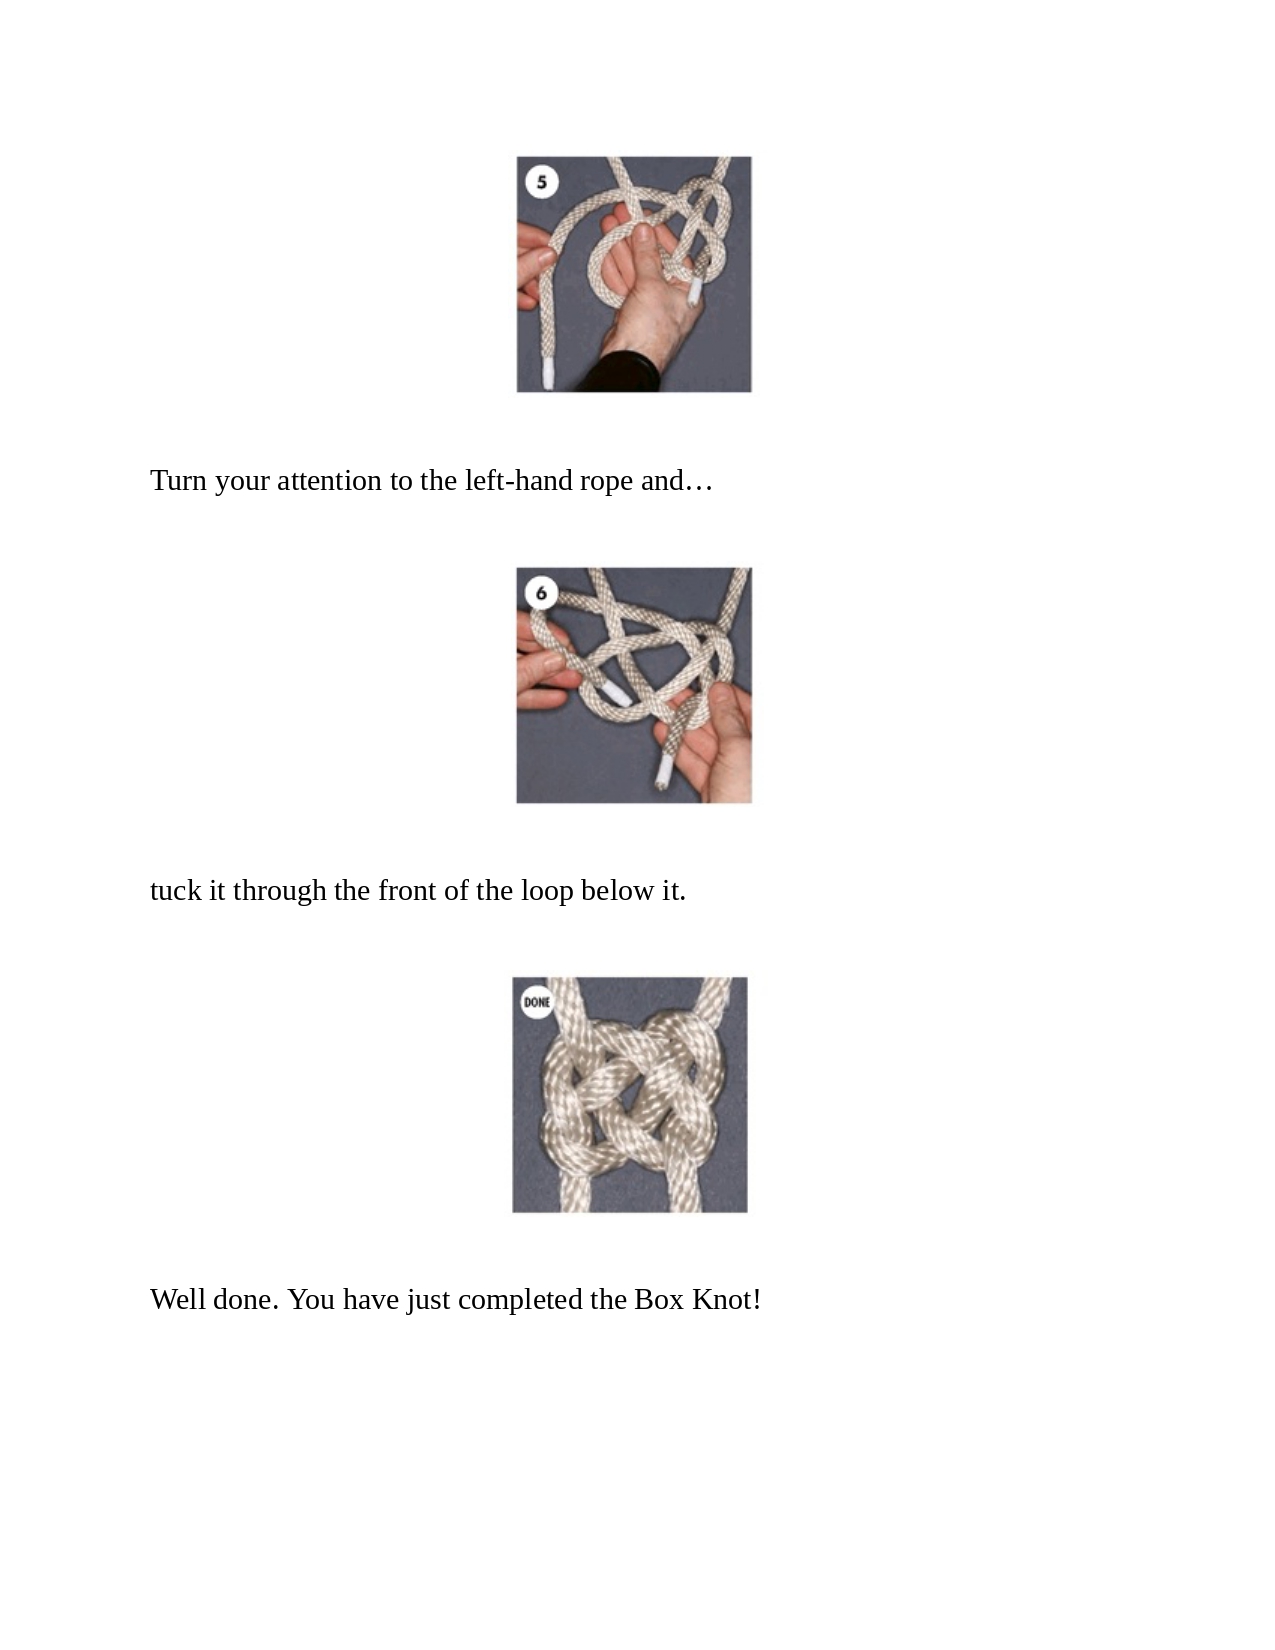 5
Turn your attention to the left-hand rope and…
6
tuck it through the front of the loop below it.
DONE
Well done. You have just completed the Box Knot!